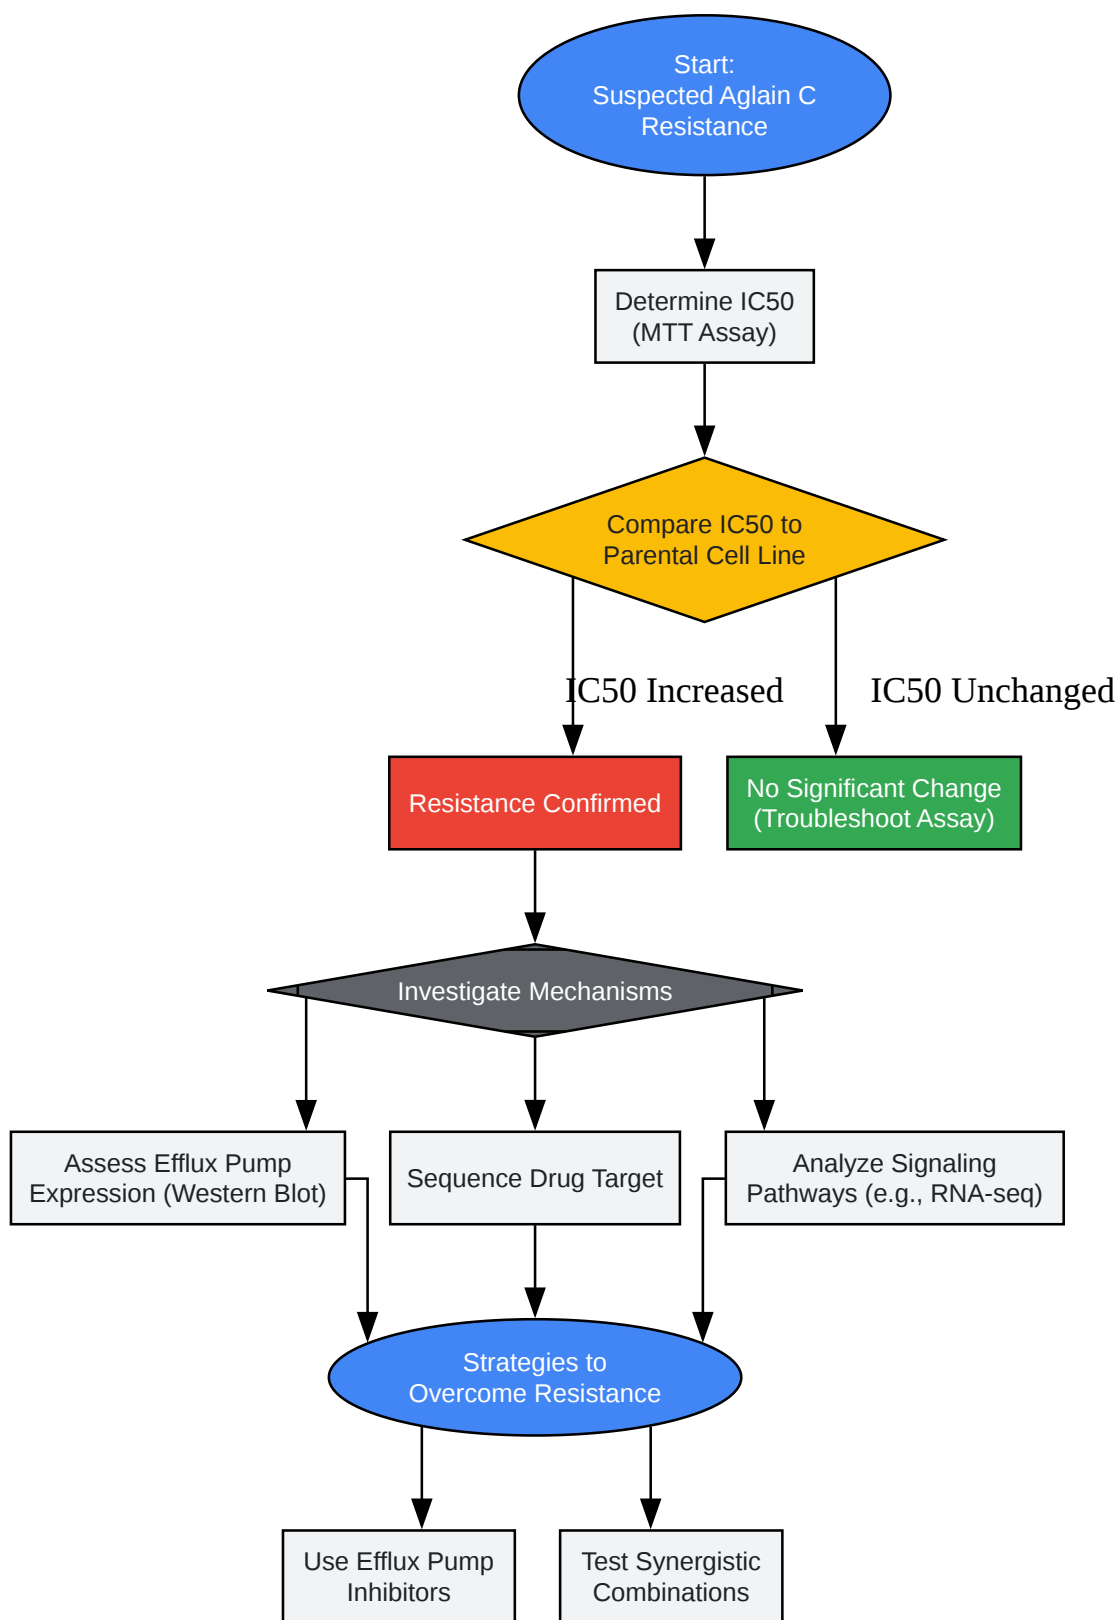 Start:
Suspected Aglain C
Resistance
Determine IC50
(MTT Assay)
Compare IC50 to
Parental Cell Line
IC50 Increased
IC50 Unchanged
Resistance Confirmed
No Significant Change
(Troubleshoot Assay)
Investigate Mechanisms
Assess Efflux Pump
Expression (Western Blot)
Sequence Drug Target
Analyze Signaling
Pathways (e.g., RNA-seq)
Strategies to
Overcome Resistance
Use Efflux Pump
Inhibitors
Test Synergistic
Combinations